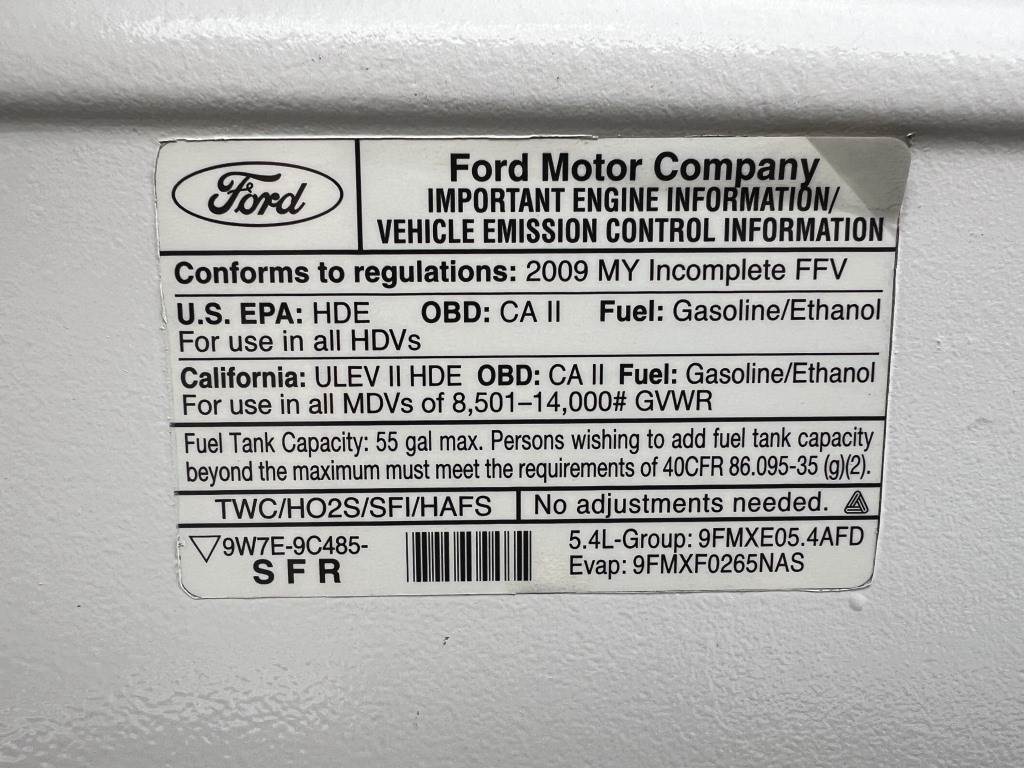 Ford
Ford Motor Company
IMPORTANT ENGINE INFORMATION/
VEHICLE EMISSION CONTROL INFORMATION
Conforms to regulations: 2009 MY Incomplete FFV
U.S. EPA: HDE OBD: CA II Fuel: Gasoline/Ethanol
For use in all HDVs
California: ULEV II HDE OBD: CA II Fuel: Gasoline/Ethanol
For use in all MDVs of 8,501–14,000# GVWR
Fuel Tank Capacity: 55 gal max. Persons wishing to add fuel tank capacity
beyond the maximum must meet the requirements of 40CFR 86.095-35 (g)(2).
TWC/HO2S/SFI/HAFS
No adjustments needed.
9W7E-9C485-
SFR
5.4L-Group: 9FMXE05.4AFD
Evap: 9FMXF0265NAS